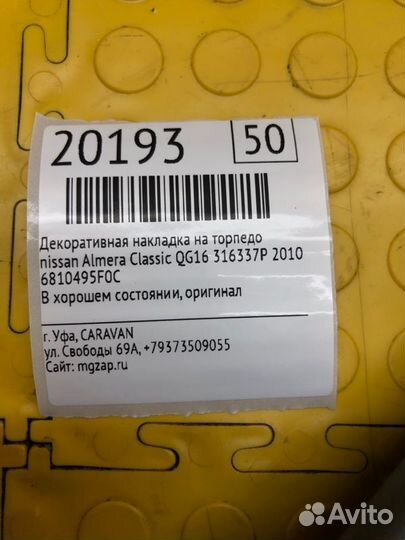 20193
50
Декоративная накладка на торпедо
nissan Almera Classic QG16 316337P 2010
6810495F0C
В хорошем состоянии, оригинал
г. Уфа, CARAVAN
ул. Свободы 69А, +79373509055
Сайт: mgzap.ru
Avito